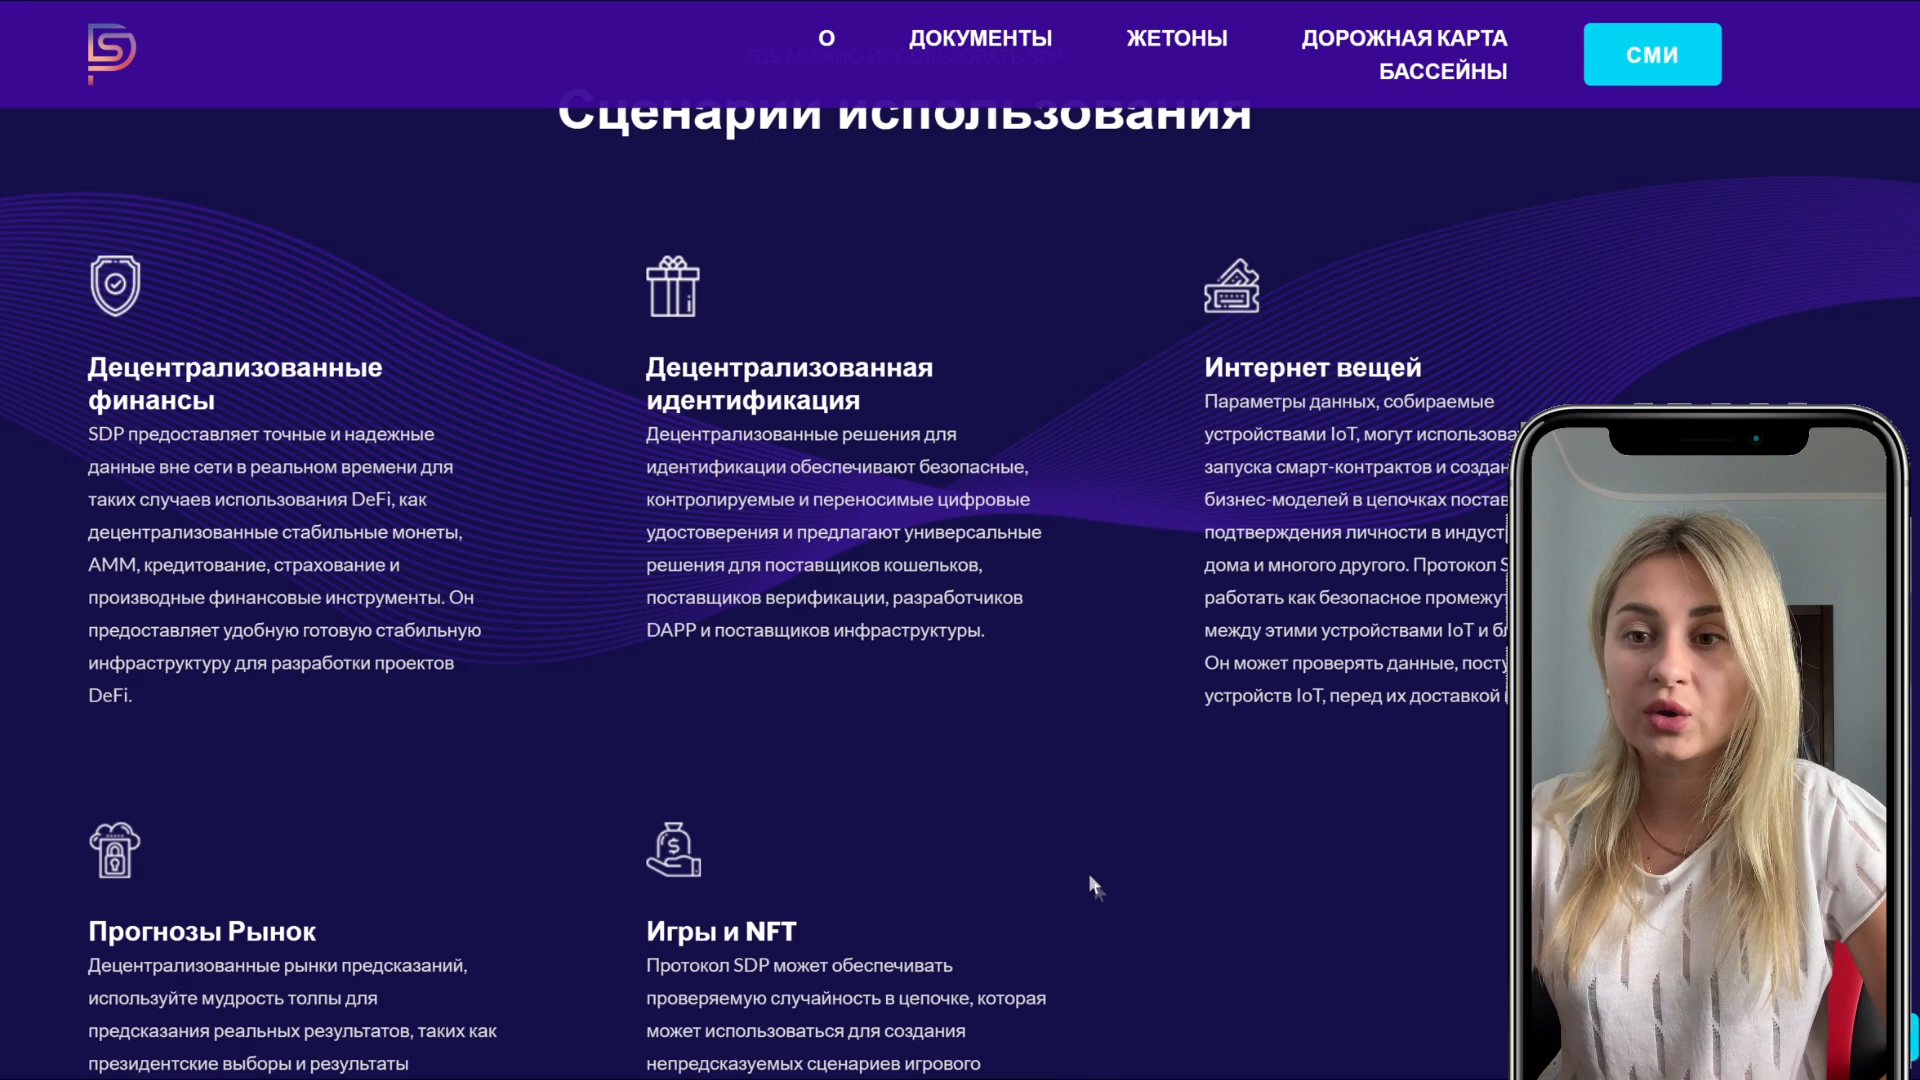 О
ДОКУМЕНТЫ
ЖЕТОНЫ
ДОРОЖНАЯ КАРТА
БАССЕЙНЫ
СМИ
ГДЕ МОЖНО ИСПОЛЬЗОВАТЬ SDP
Сценарии использования
Децентрализованные
финансы
SDP предоставляет точные и надежные
данные вне сети в реальном времени для
таких случаев использования DeFi, как
децентрализованные стабильные монеты,
AMM, кредитование, страхование и
производные финансовые инструменты. Он
предоставляет удобную готовую стабильную
инфраструктуру для разработки проектов
DeFi.
Децентрализованная
идентификация
Децентрализованные решения для
идентификации обеспечивают безопасные,
контролируемые и переносимые цифровые
удостоверения и предлагают универсальные
решения для поставщиков кошельков,
поставщиков верификации, разработчиков
DAPP и поставщиков инфраструктуры.
Интернет вещей
Параметры данных, собираемые
устройствами IoT, могут
запуска смарт-контрактов и
бизнес-моделей в цепочках
подтверждения личности в
дома и многого другого. Протокол
работать как безопасное
между этими устройствами IoT и
Он может проверять данные,
устройств IoT, перед их доставкой
Прогнозы Рынок
Децентрализованные рынки предсказаний,
используйте мудрость толпы для
предсказания реальных результатов, таких как
президентские выборы и результаты
Игры и NFT
Протокол SDP может обеспечивать
проверяемую случайность в цепочке, которая
может использоваться для создания
непредсказуемых сценариев игрового